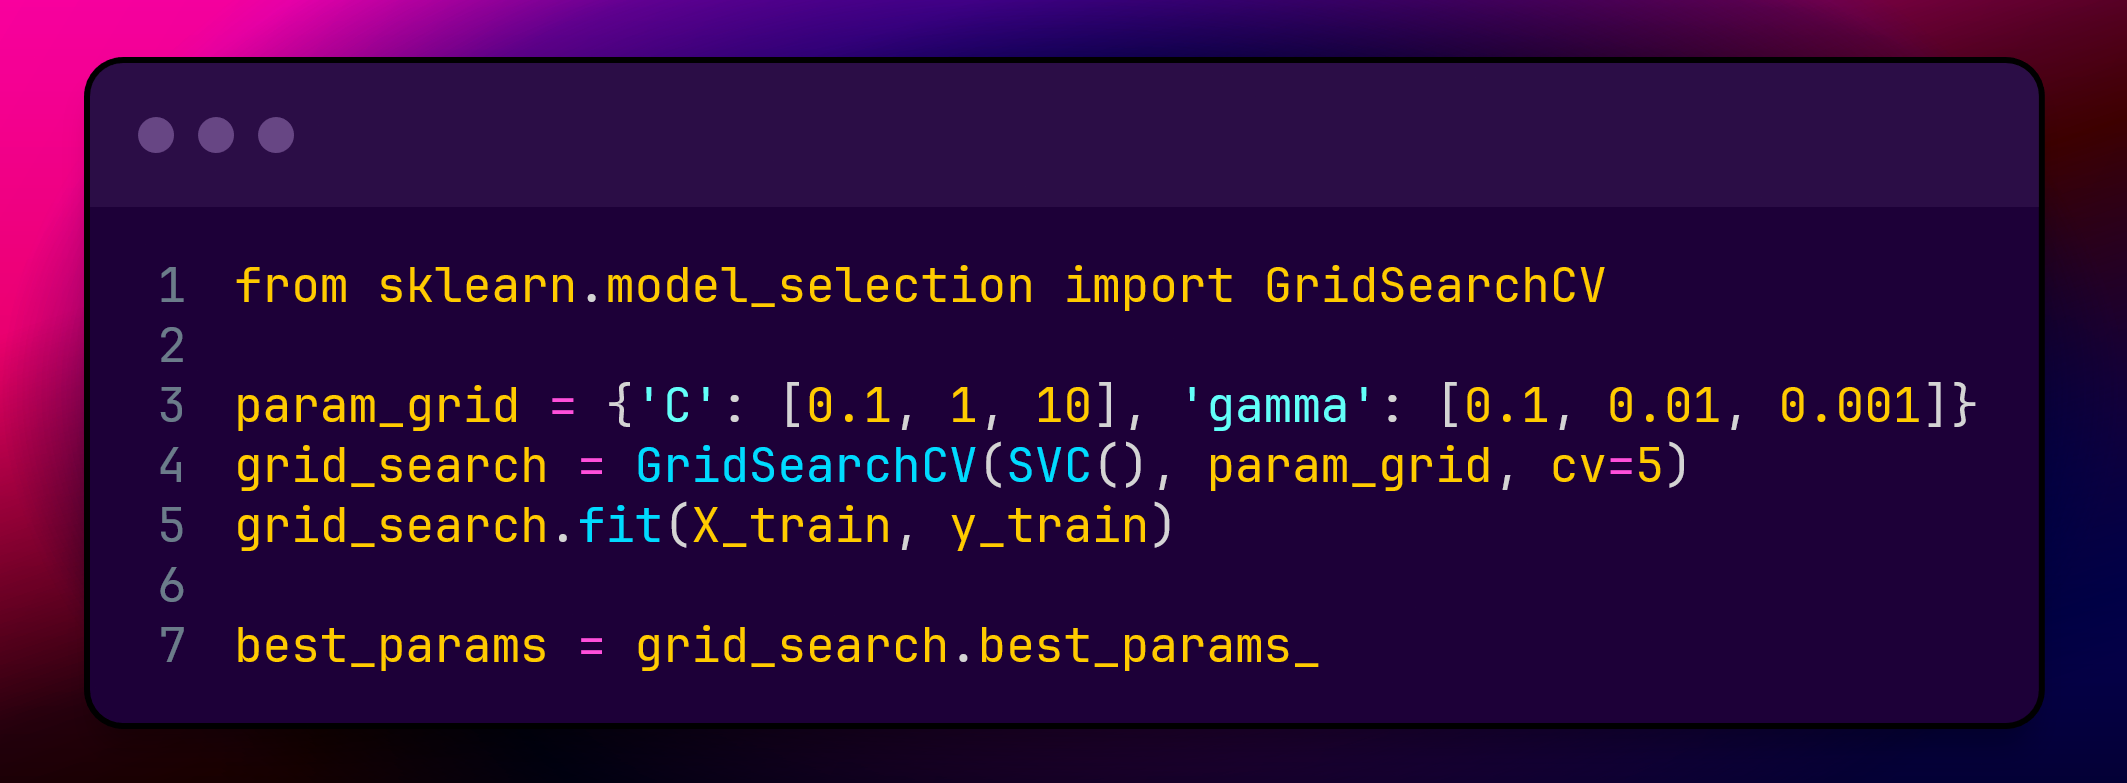 1 from sklearn.model_selection import GridSearchCV
2
3 param_grid = {'C': [0.1, 1, 10], 'gamma': [0.1, 0.01, 0.001]}
4 grid_search = GridSearchCV(SVC(), param_grid, cv=5)
5 grid_search.fit(X_train, y_train)
6
7 best_params = grid_search.best_params_